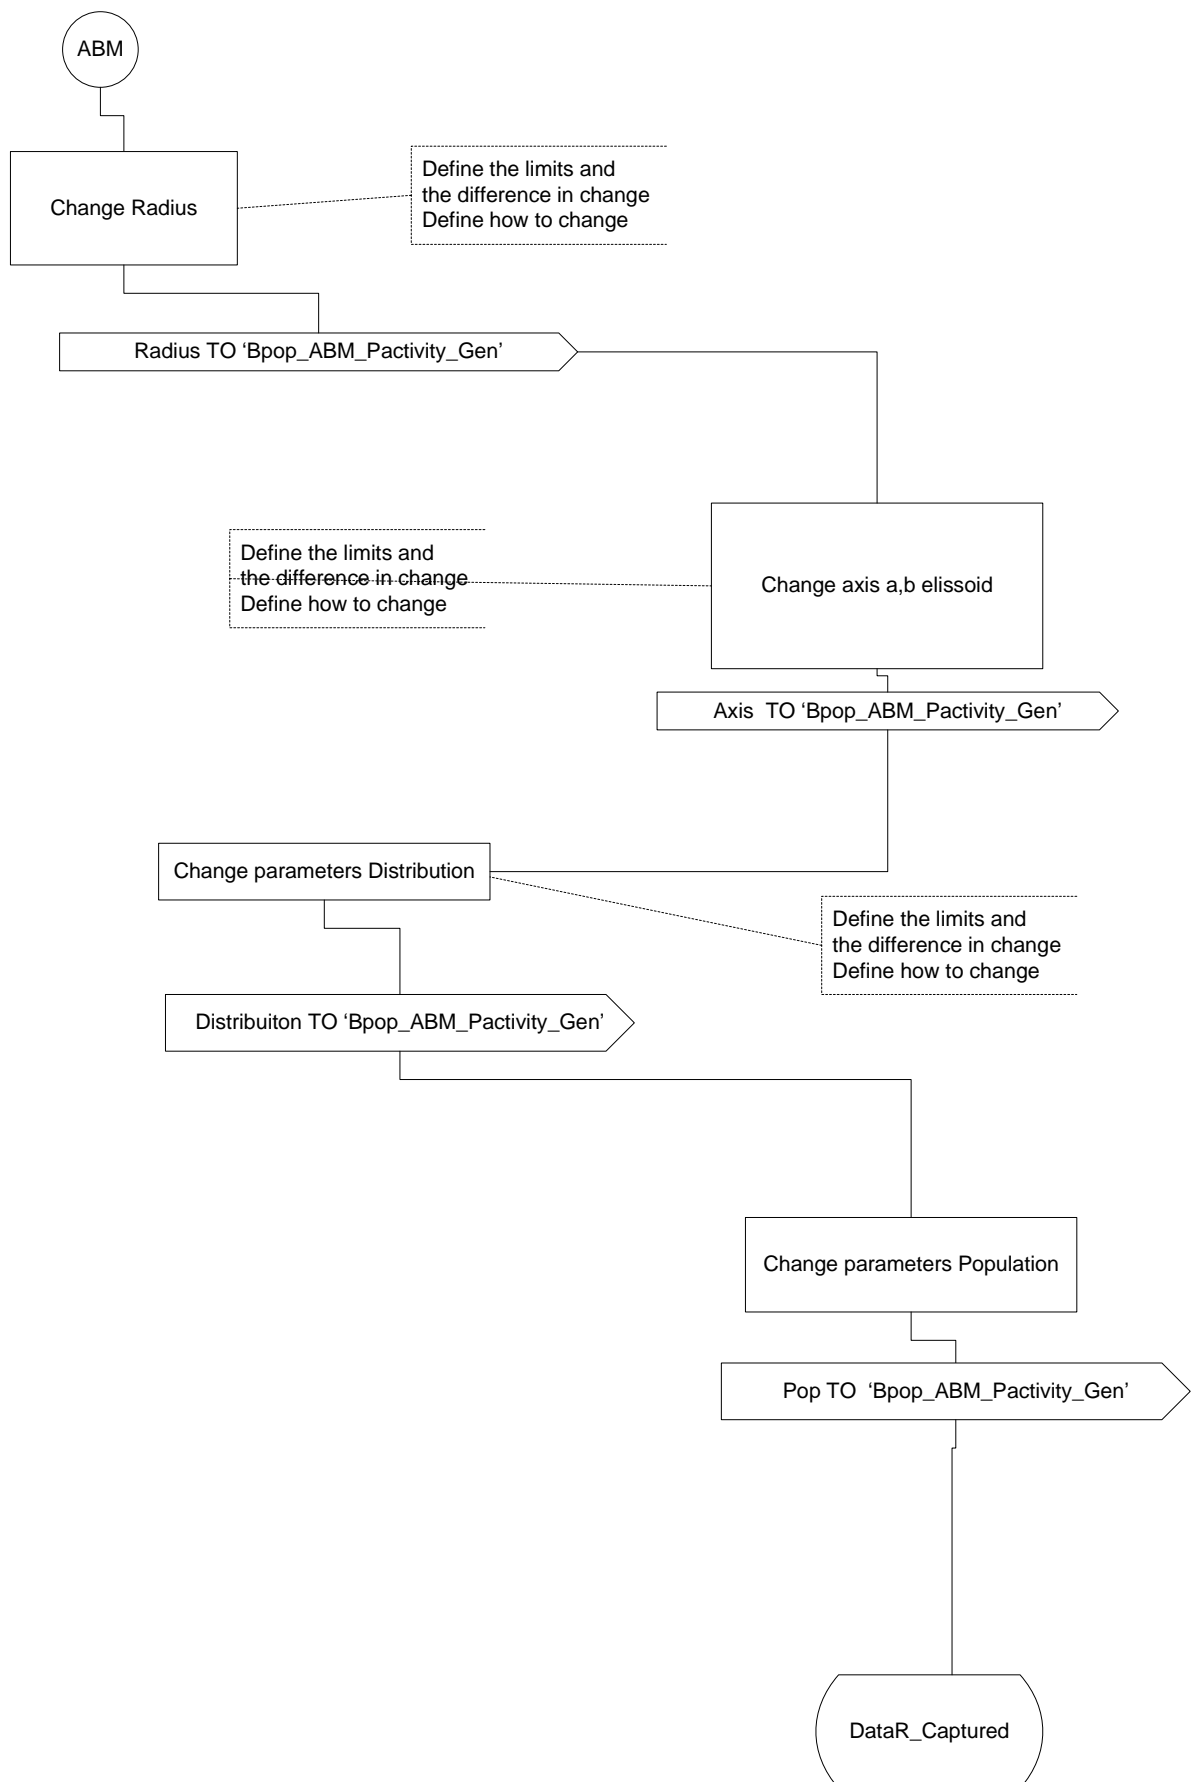 ABM
Define the limits and
the difference in change
Define how to change
Change Radius
Radius TO ‘Bpop_ABM_Pactivity_Gen’
Define the limits and
the difference in change
Define how to change
Change axis a,b elissoid
Axis  TO ‘Bpop_ABM_Pactivity_Gen’
Change parameters Distribution
Define the limits and
the difference in change
Define how to change
Distribuiton TO ‘Bpop_ABM_Pactivity_Gen’
Change parameters Population
Pop TO  ‘Bpop_ABM_Pactivity_Gen’
DataR_Captured